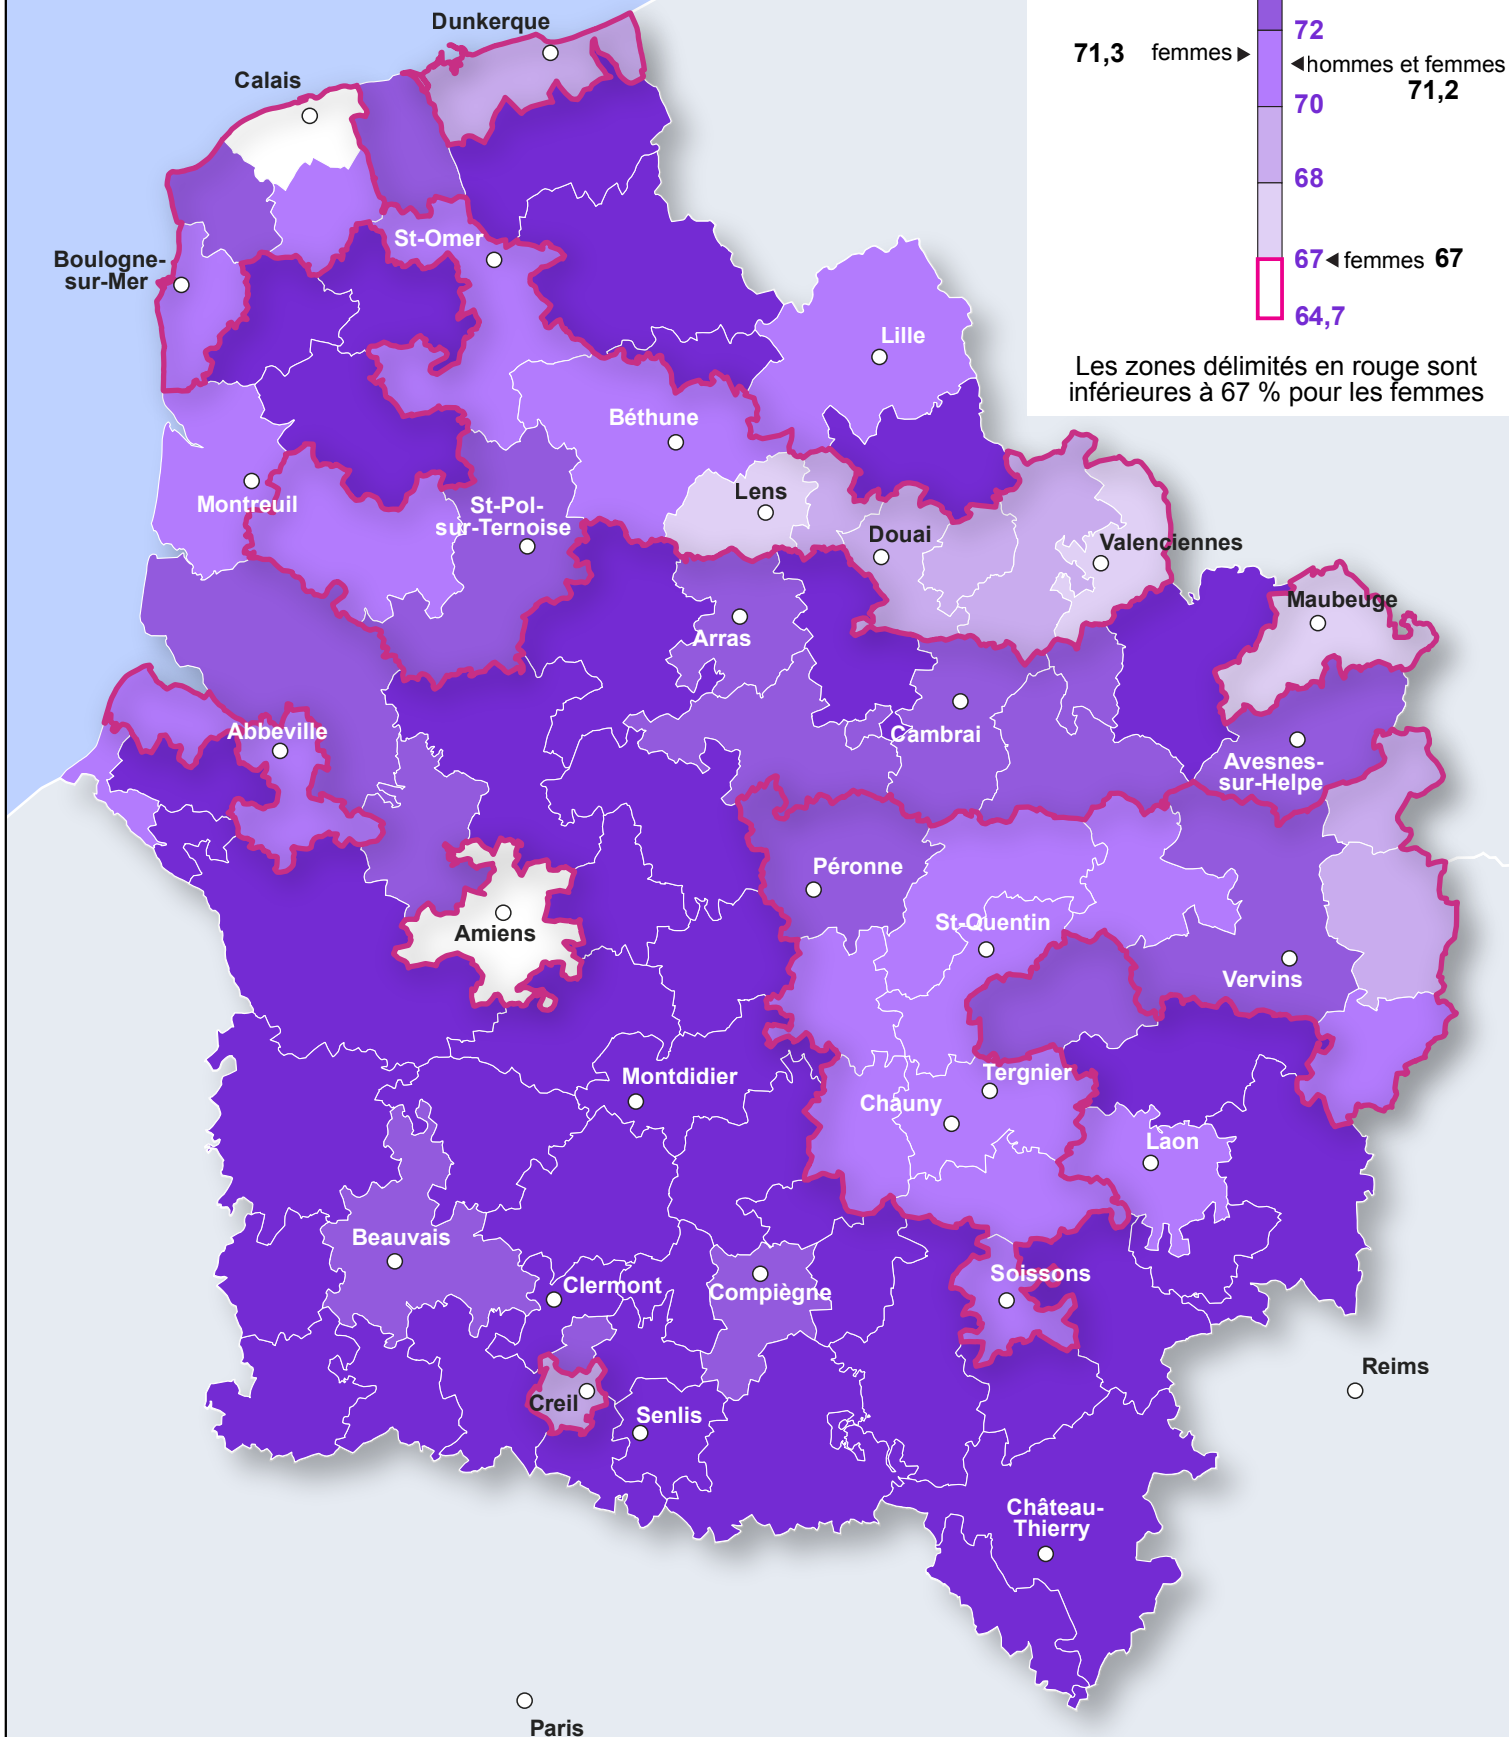 72
71,3 femmes
hommes et femmes
71,2
70
68
67 femmes 67
64,7
Les zones délimités en rouge sont
inférieures à 67 % pour les femmes
Dunkerque
Calais
St-Omer
Boulogne-
sur-Mer
Lille
Béthune
Montreuil
Lens
St-Pol-
sur-Ternoise
Douai
Valenciennes
Maubeuge
Arras
Abbeville
Cambrai
Avesnes-
sur-Helpe
Péronne
St-Quentin
Amiens
Vervins
Montdidier
Tergnier
Chauny
Laon
Beauvais
Clermont
Compiègne
Soissons
Reims
Creil
Senlis
Château-
Thierry
Paris